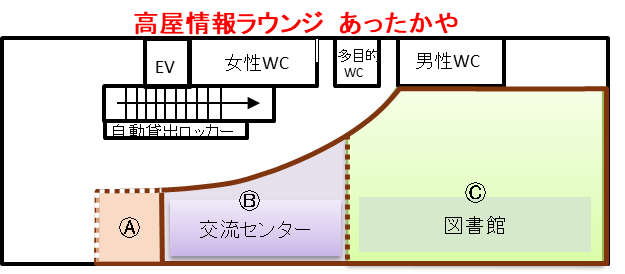 高屋情報ラウンジ あったかや
EV
女性WC
多目的
WC
男性WC
自動貸出ロッカー
Ⓐ
Ⓑ
交流センター
Ⓒ
図書館